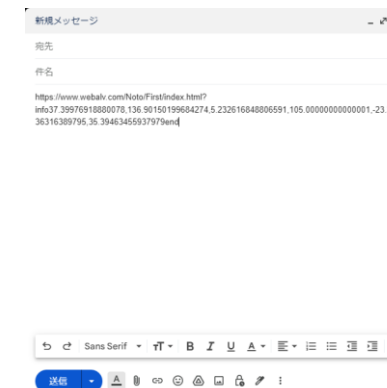 新規メッセージ
宛先
件名
https://www.webalv.com/Noto/First/index.html?
info37.39976918880078,136.90150199684274,5.232616848806591,105.00000000000001,-23.
36316389795,35.39463455937979end
Sans Serif
B I U A
送信 A